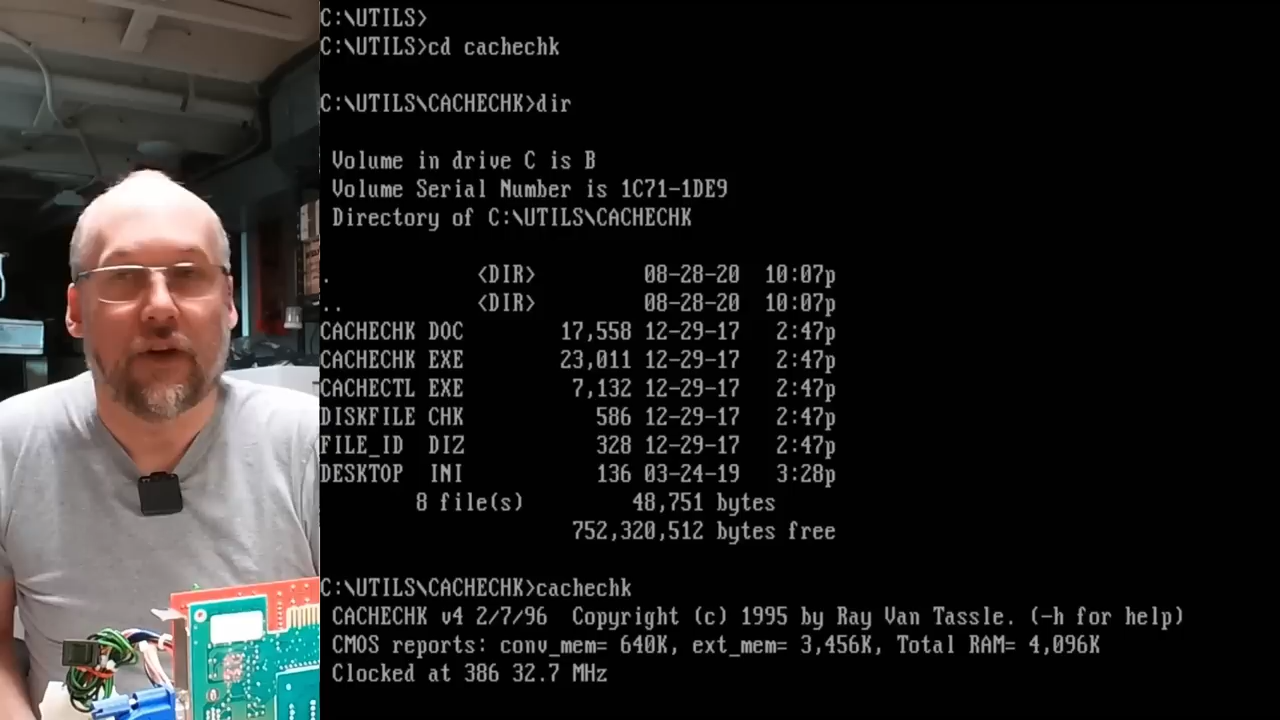 C:\UTILS>
C:\UTILS>cd cachechk
C:\UTILS\CACHECHK>dir
Volume in drive C is B
Volume Serial Number is 1C71-1DE9
Directory of C:\UTILS\CACHECHK
. <DIR> 08-28-20 10:07p
.. <DIR> 08-28-20 10:07p
CACHECHK DOC 17,558 12-29-17 2:47p
CACHECHK EXE 23,011 12-29-17 2:47p
CACHECTL EXE 7,132 12-29-17 2:47p
DISKFILE CHK 586 12-29-17 2:47p
FILE_ID DIZ 328 12-29-17 2:47p
DESKTOP INI 136 03-24-19 3:28p
8 file(s) 48,751 bytes
752,320,512 bytes free
C:\UTILS\CACHECHK>cachechk
CACHECHK v4 2/7/96 Copyright (c) 1995 by Ray Van Tassle. (-h for help)
CMOS reports: conv_mem= 640K, ext_mem= 3,456K, Total RAM= 4,096K
Clocked at 386 32.7 MHz